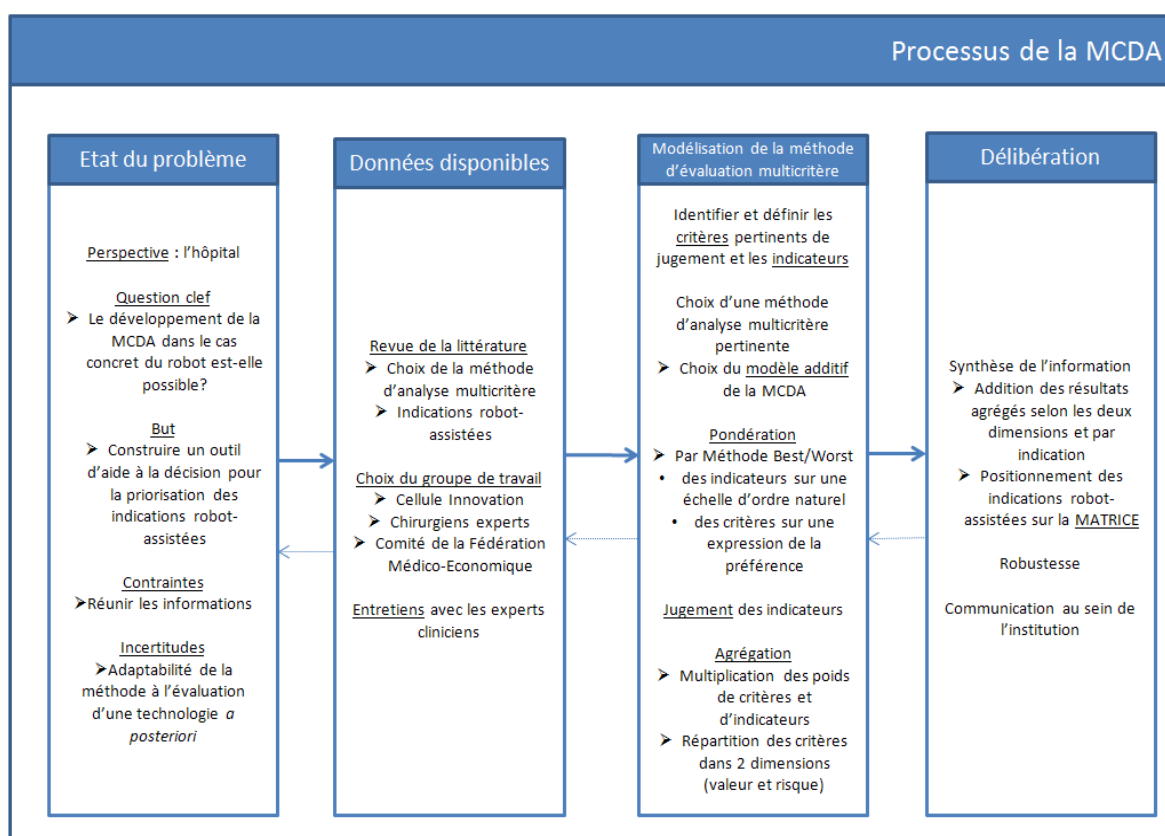 Processus de la MCDA
Etat du problème
Perspective : l'hôpital
Question clef
➢ Le développement de la
MCDA dans le cas
concret du robot est-elle
possible?
But
➢ Construire un outil
d'aide à la décision pour
la priorisation des
indications robot-
assistées
Contraintes
➢Réunir les informations
Incertitudes
➢Adaptabilité de la
méthode à l'évaluation
d'une technologie a
posteriori
Données disponibles
Revue de la littérature
➢ Choix de la méthode
d'analyse multicritère
➢ Indications robot-
assistées
Choix du groupe de travail
➢ Cellule Innovation
➢ Chirurgiens experts
➢ Comité de la Fédération
Médico-Economique
Entretiens avec les experts
cliniciens
Modélisation de la méthode
d'évaluation multicritère
Identifier et définir les
critères pertinents de
jugement et les indicateurs
Choix d'une méthode
d'analyse multicritère
pertinente
➢ Choix du modèle additif
de la MCDA
Pondération
➢ Par Méthode Best/Worst
• des indicateurs sur une
échelle d'ordre naturel
• des critères sur une
expression de la
préférence
Jugement des indicateurs
Agrégation
➢ Multiplication des poids
de critères et
d'indicateurs
➢ Répartition des critères
dans 2 dimensions
(valeur et risque)
Délibération
Synthèse de l'information
➢ Addition des résultats
agrégés selon les deux
dimensions et par
indication
➢ Positionnement des
indications robot-
assistées sur la MATRICE
Robustesse
Communication au sein de
l'institution